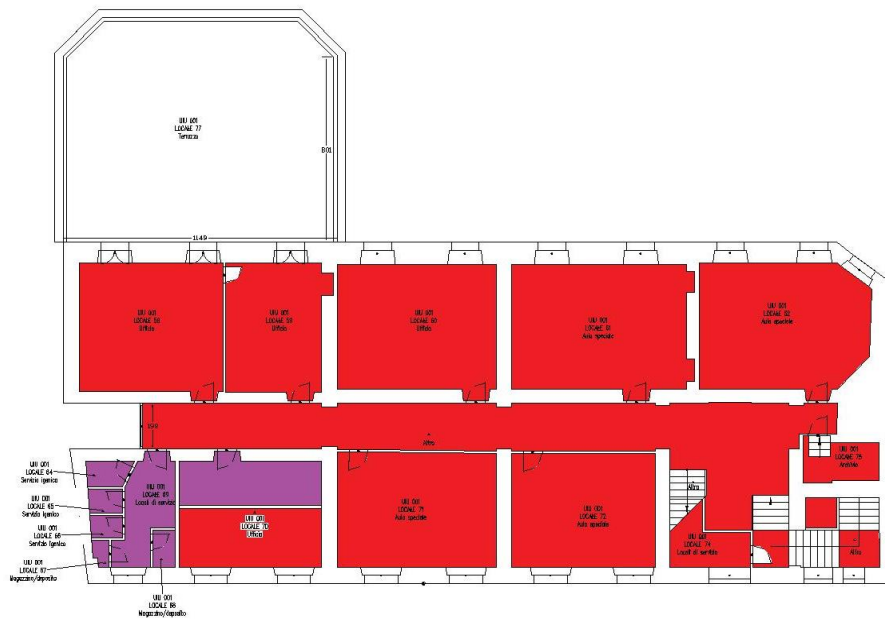 UIU 001
LOCALE 77
Terrazza
801
1149
UIU 001
LOCALE 58
Ufficio
UIU 001
LOCALE 59
Ufficio
UIU 001
LOCALE 60
Ufficio
UIU 001
LOCALE 61
Aula speciale
UIU 001
LOCALE 62
Aula speciale
Altro
UIU 001
LOCALE 64
Servizio igienico
UIU 001
LOCALE 65
Servizio igienico
UIU 001
LOCALE 66
Servizio igienico
UIU 001
LOCALE 67
Magazzino/deposito
UIU 001
LOCALE 68
Magazzino/deposito
UIU 001
LOCALE 69
Locali di servizio
UIU 001
LOCALE 70
Ufficio
UIU 001
LOCALE 71
Aula speciale
UIU 001
LOCALE 72
Aula speciale
Altro
UIU 001
LOCALE 74
Locali di servizio
UIU 001
LOCALE 75
Archivio
Altro